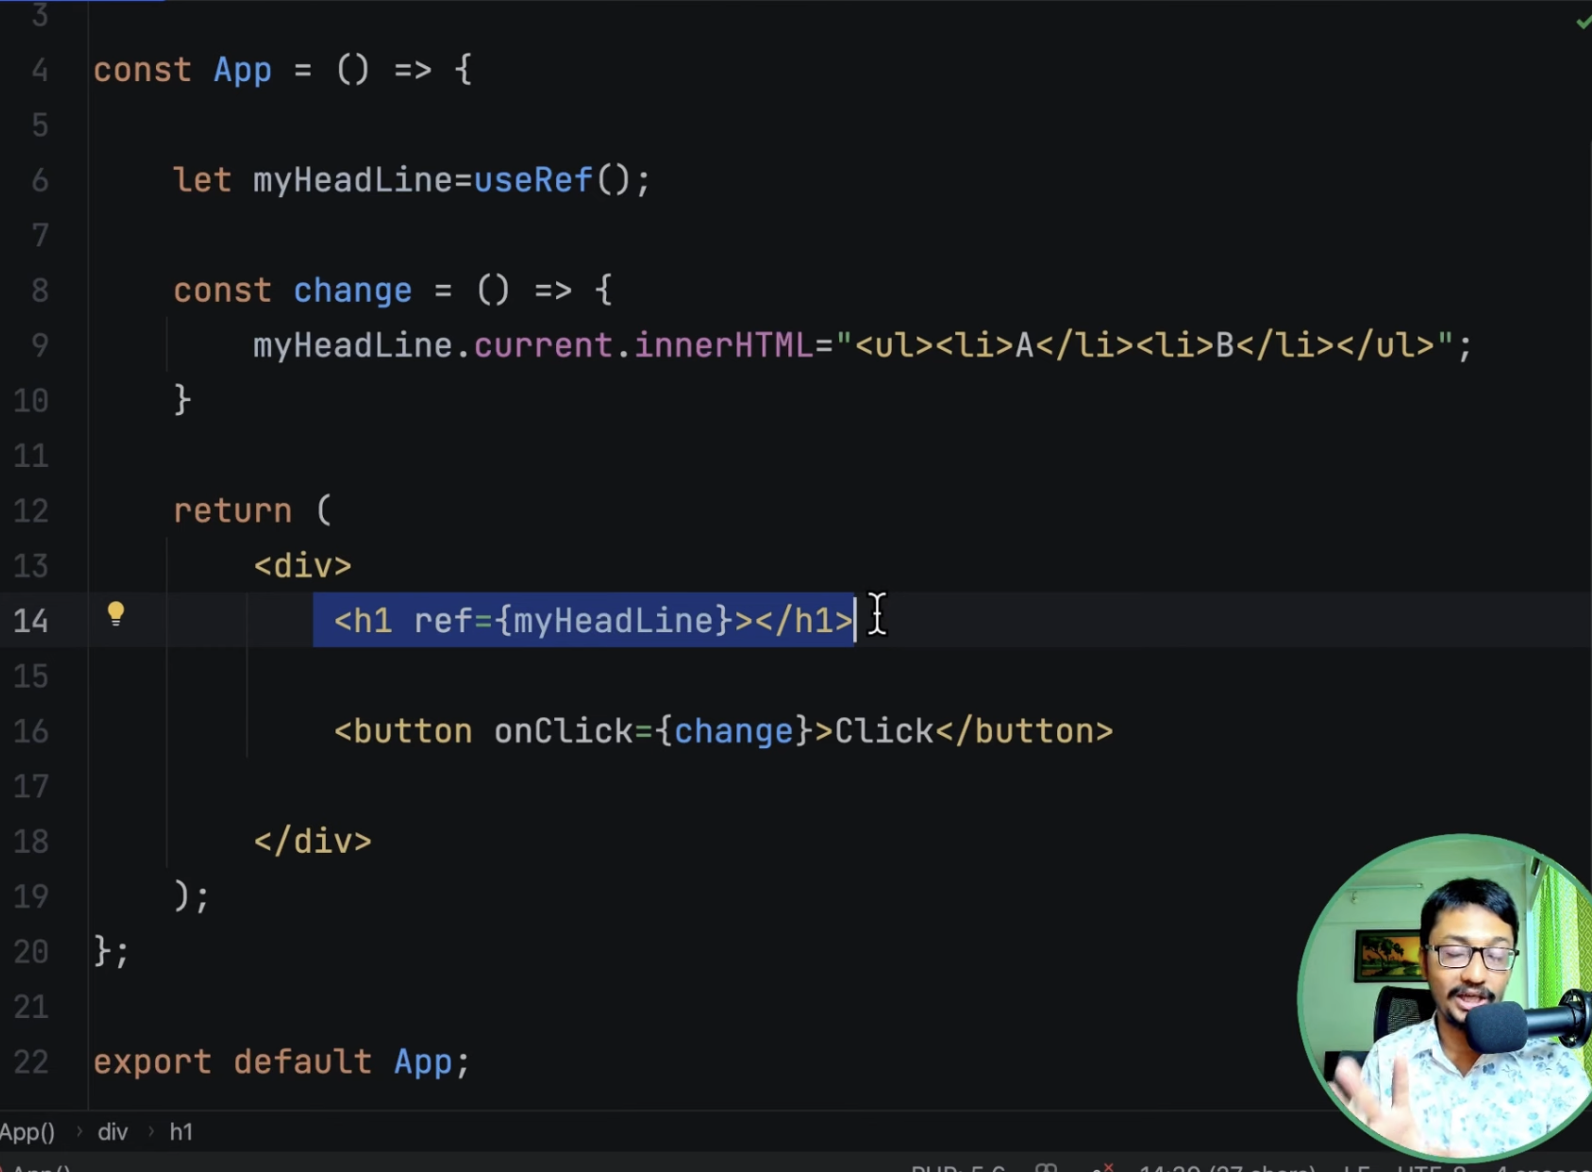 3
4 const App = () => {
5
6 let myHeadLine=useRef();
7
8 const change = () => {
9 myHeadLine.current.innerHTML="<ul><li>A</li><li>B</li></ul>";
10 }
11
12 return (
13 <div>
14 <h1 ref={myHeadLine}></h1>
15
16 <button onClick={change}>Click</button>
17
18 </div>
19 );
20 };
21
22 export default App;
App() › div › h1